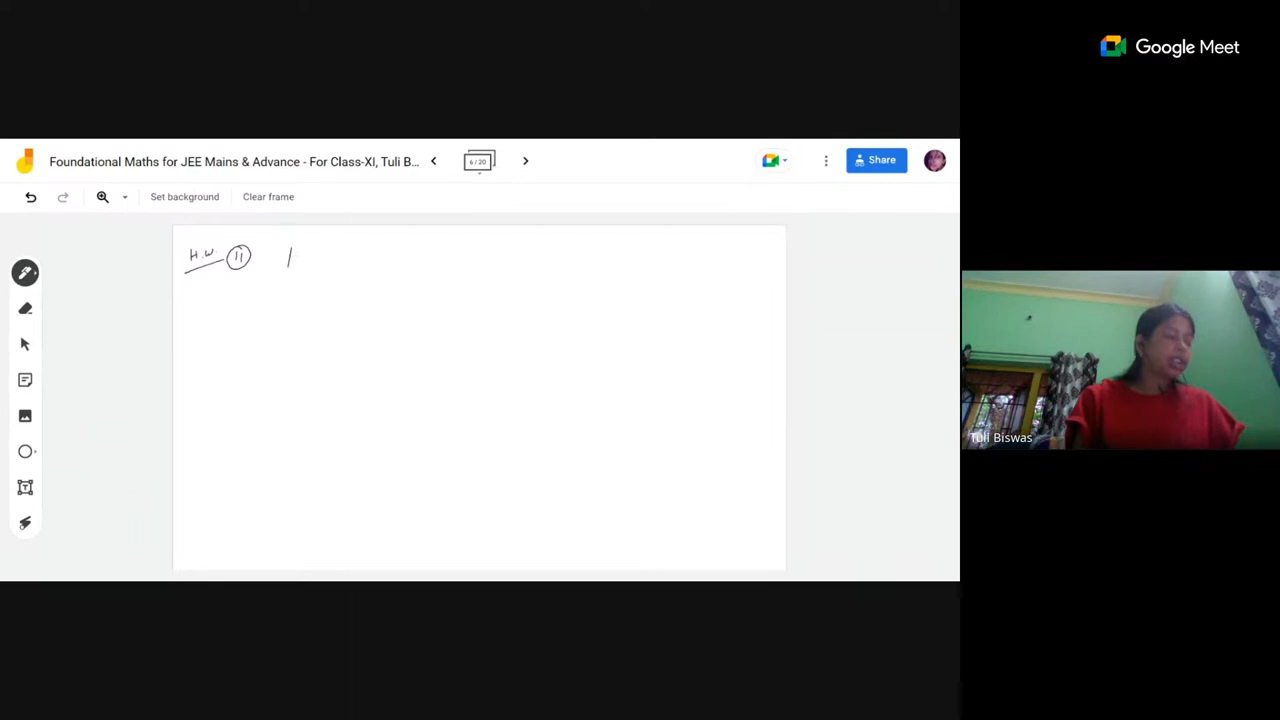 Google Meet
Foundational Maths for JEE Mains & Advance - For Class-XI, Tuli B...
6 / 20
Share
Set background
Clear frame
H.W. 11
Tuli Biswas